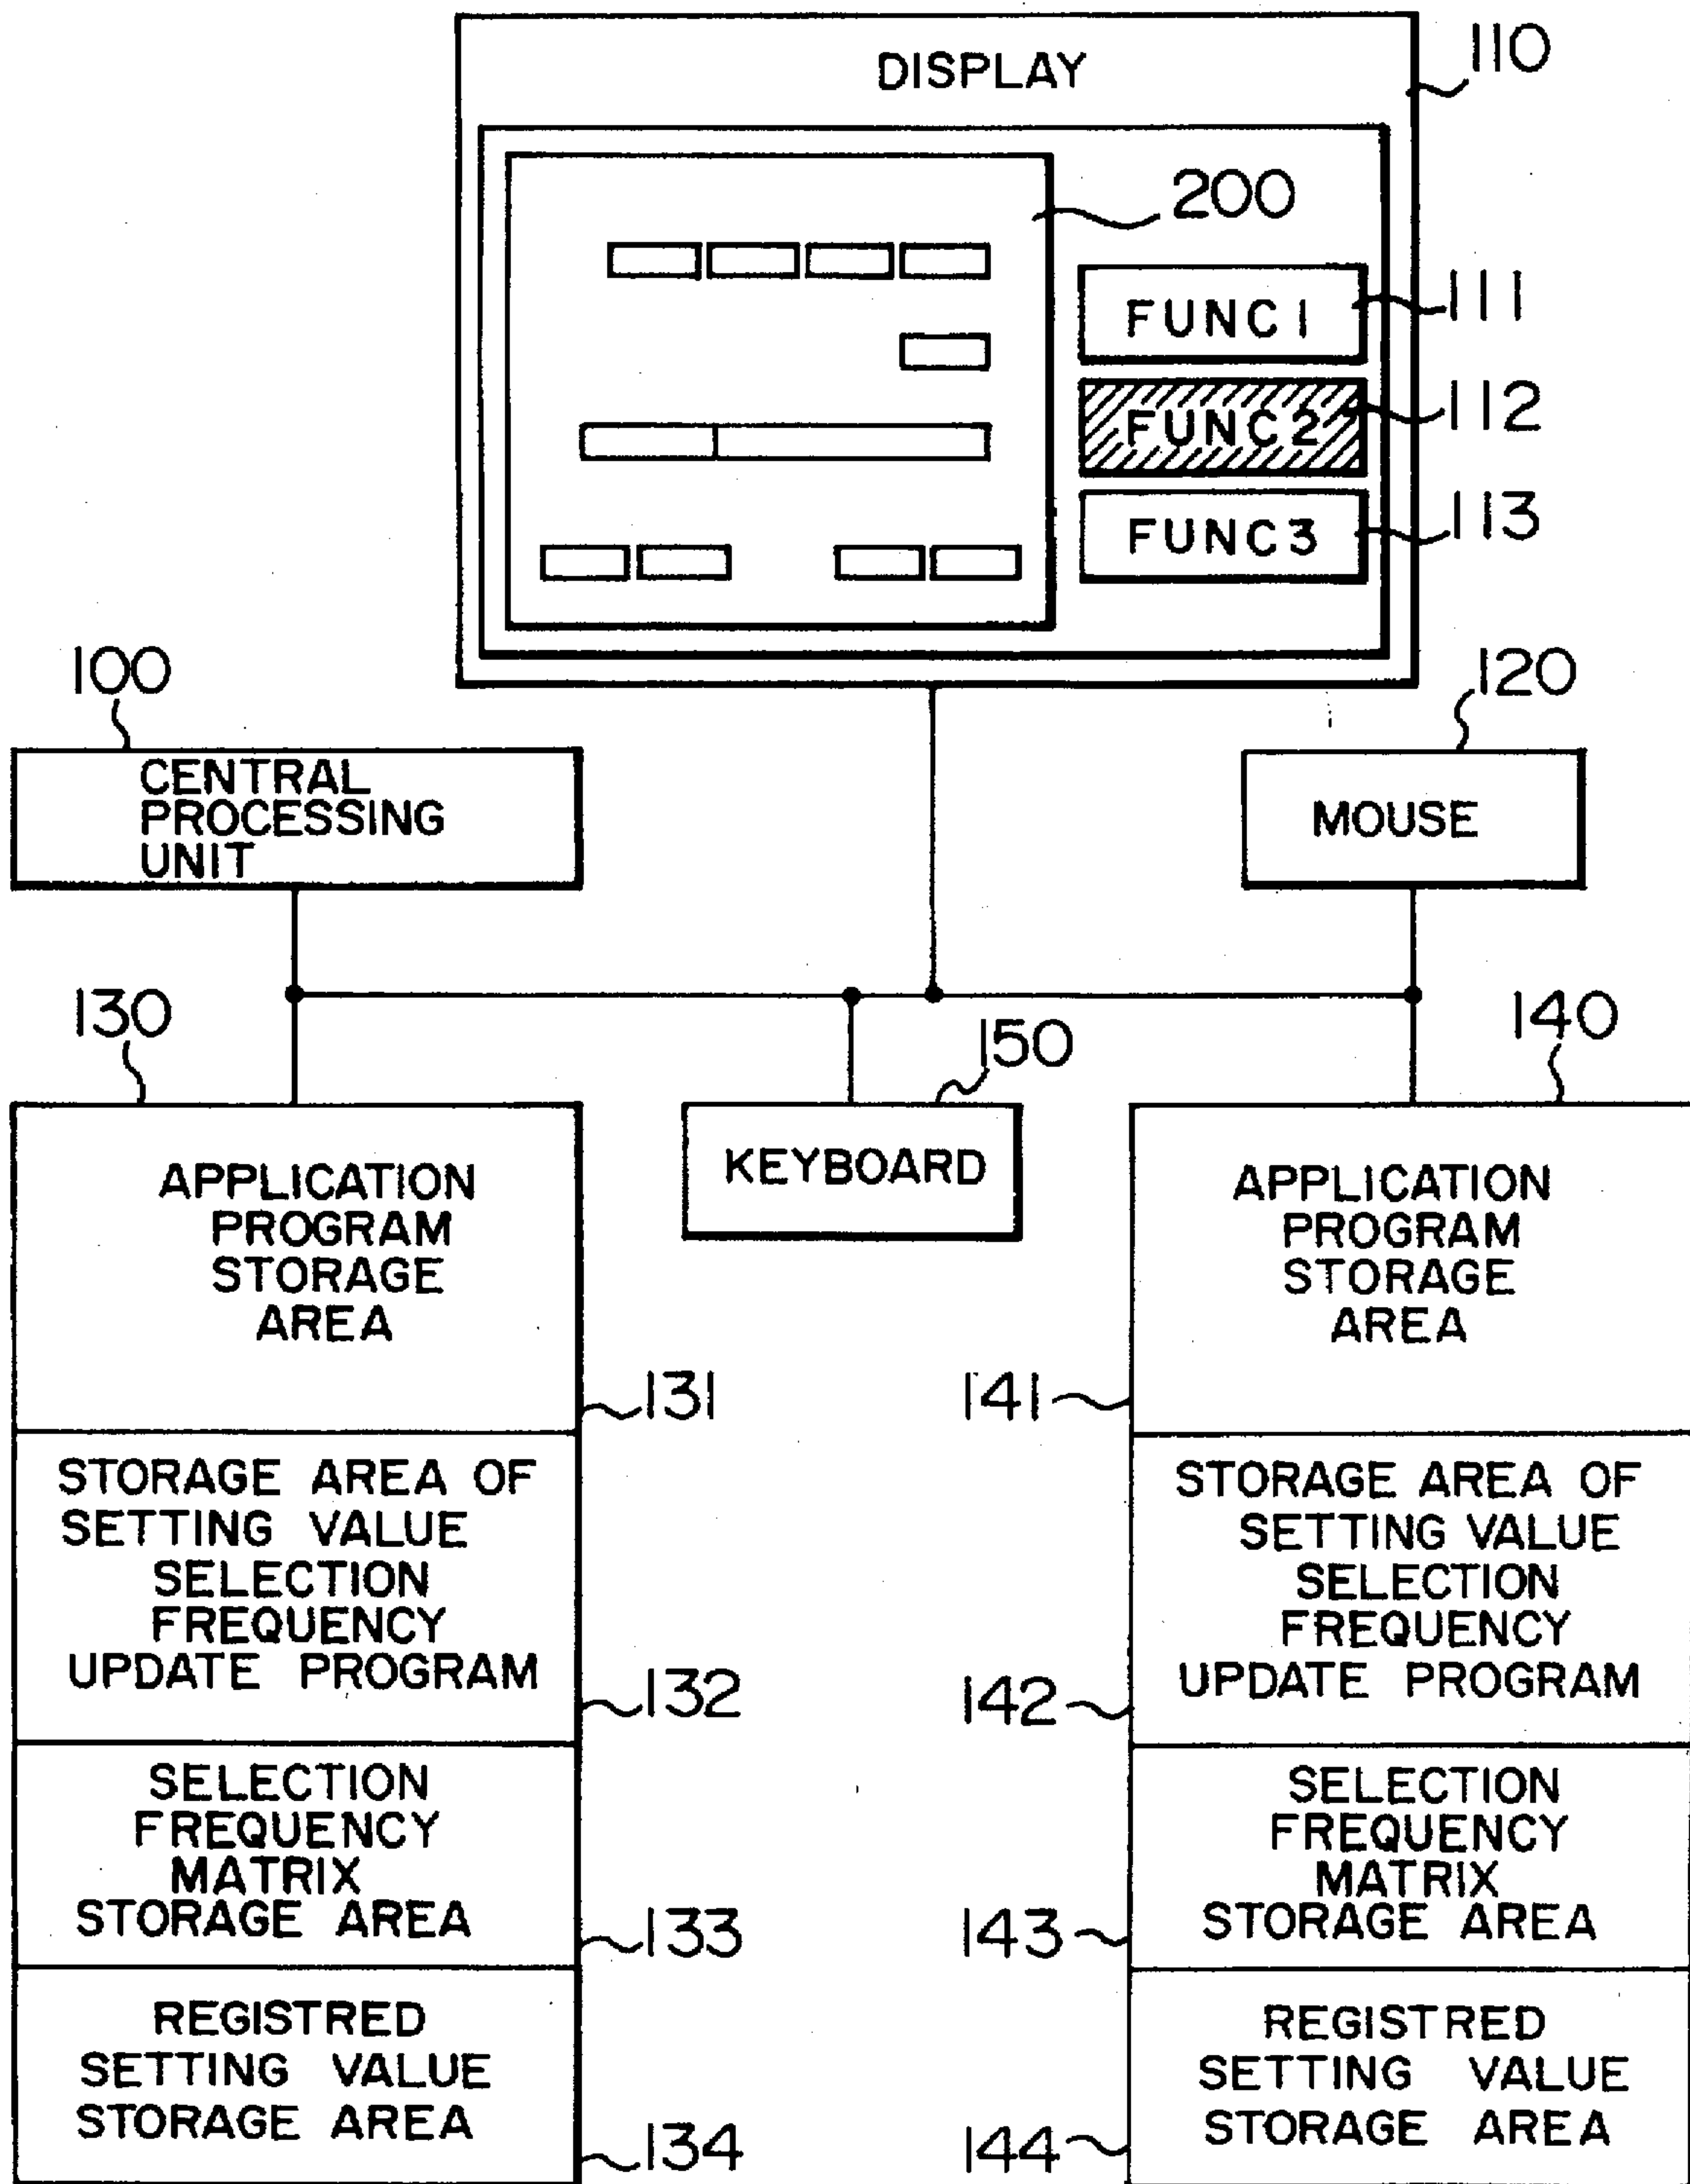 DISPLAY
110
200
FUNC1
111
FUNC2
112
FUNC3
113
100
CENTRAL
PROCESSING
UNIT
120
MOUSE
130
150
KEYBOARD
140
APPLICATION
PROGRAM
STORAGE
AREA
131
STORAGE AREA OF
SETTING VALUE
SELECTION
FREQUENCY
UPDATE PROGRAM
132
SELECTION
FREQUENCY
MATRIX
STORAGE AREA
133
REGISTRED
SETTING VALUE
STORAGE AREA
134
APPLICATION
PROGRAM
STORAGE
AREA
141
STORAGE AREA OF
SETTING VALUE
SELECTION
FREQUENCY
UPDATE PROGRAM
142
SELECTION
FREQUENCY
MATRIX
STORAGE AREA
143
REGISTRED
SETTING VALUE
STORAGE AREA
144